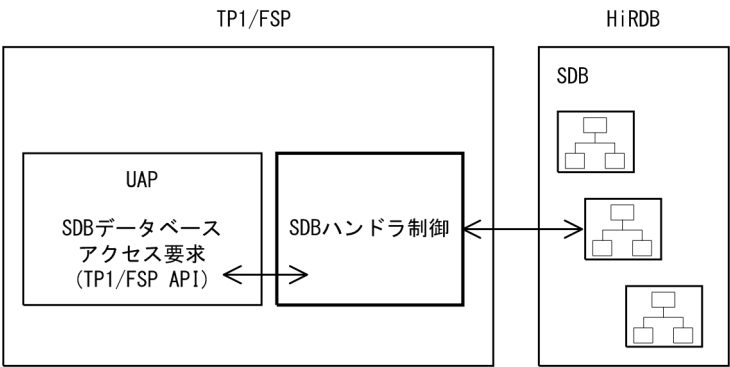 TP1/FSP
HiRDB
SDB
UAP
SDBデータベース
アクセス要求
(TP1/FSP API)
SDBハンドラ制御